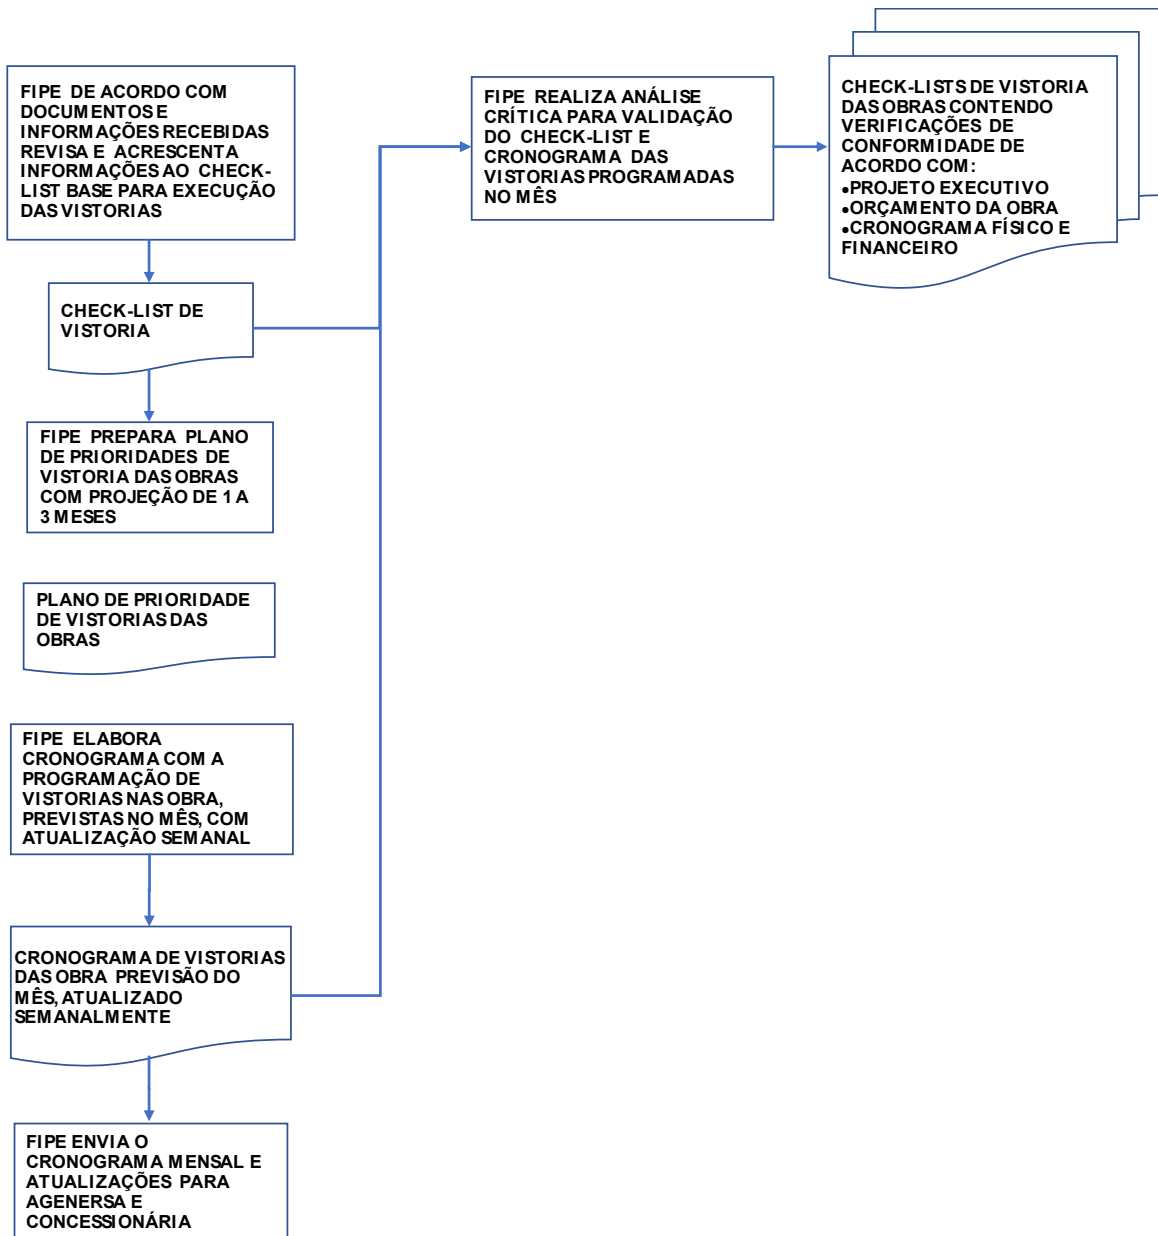 FIPE DE ACORDO COM
DOCUMENTOS E
INFORMAÇÕES RECEBIDAS
REVISA E ACRESCENTA
INFORMAÇÕES AO CHECK-
LIST BASE PARA EXECUÇÃO
DAS VISTORIAS
CHECK-LIST DE
VISTORIA
FIPE PREPARA PLANO
DE PRIORIDADES DE
VISTORIA DAS OBRAS
COM PROJEÇÃO DE 1 A
3 MESES
PLANO DE PRIORIDADE
DE VISTORIAS DAS
OBRAS
FIPE ELABORA
CRONOGRAMA COM A
PROGRAMAÇÃO DE
VISTORIAS NAS OBRA,
PREVISTAS NO MÊS, COM
ATUALIZAÇÃO SEMANAL
CRONOGRAMA DE VISTORIAS
DAS OBRA PREVISÃO DO
MÊS, ATUALIZADO
SEMANALMENTE
FIPE ENVIA O
CRONOGRAMA MENSAL E
ATUALIZAÇÕES PARA
AGENERSA E
CONCESSIONÁRIA
FIPE REALIZA ANÁLISE
CRÍTICA PARA VALIDAÇÃO
DO CHECK-LIST E
CRONOGRAMA DAS
VISTORIAS PROGRAMADAS
NO MÊS
CHECK-LISTS DE VISTORIA
DAS OBRAS CONTENDO
VERIFICAÇÕES DE
CONFORMIDADE DE
ACORDO COM:
•PROJETO EXECUTIVO
•ORÇAMENTO DA OBRA
•CRONOGRAMA FÍSICO E
FINANCEIRO